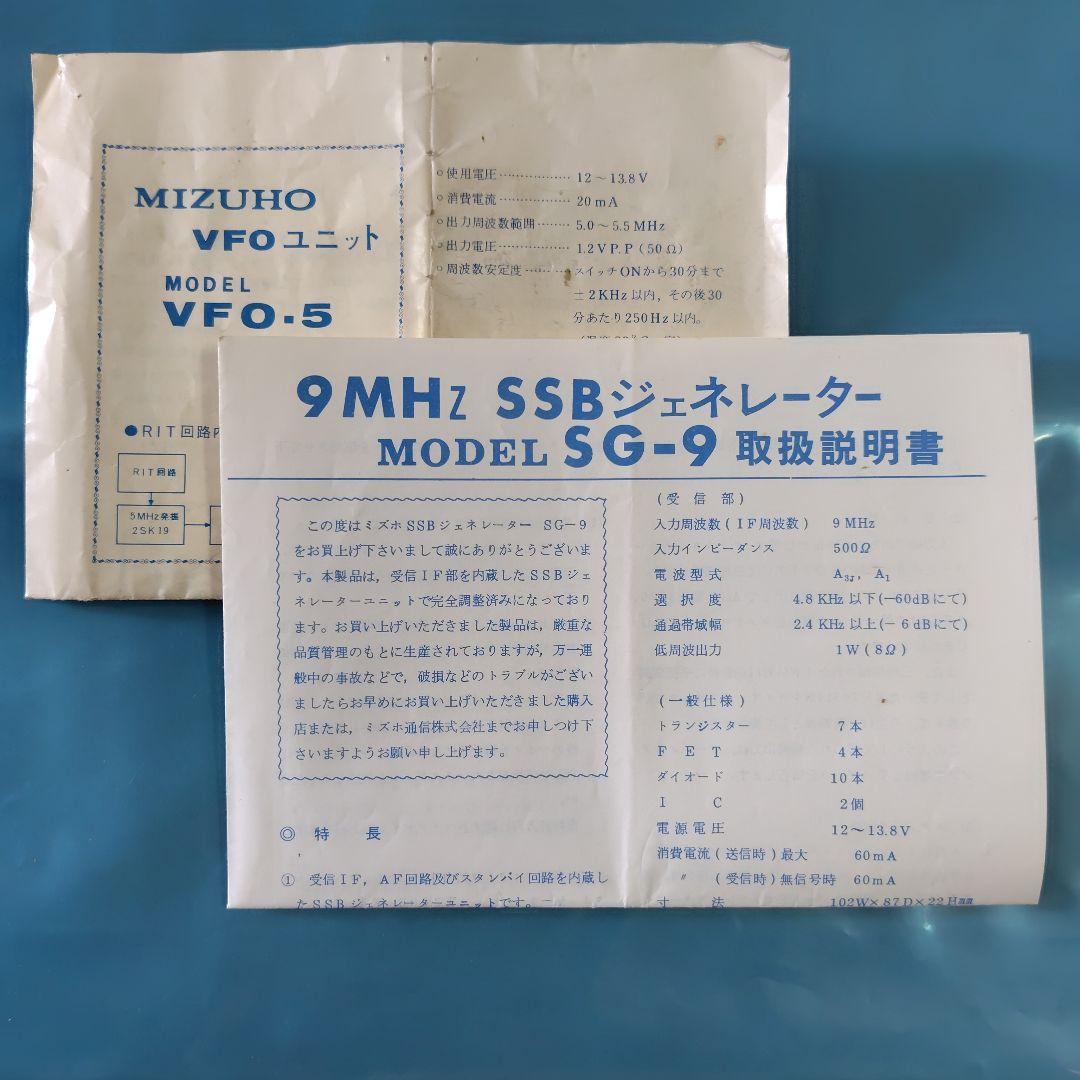 MIZUHO
VFOユニット
MODEL
VFO・5
●RIT回路
RIT回路
5MHz発振
2SK19
○使用電圧……………… 12～13.8V
○消費電流……………… 20mA
○出力周波数範囲……… 5.0～5.5MHz
○出力電圧……………… 1.2VP.P(50Ω)
○周波数安定度………… スイッチONから30分まで
±2KHz以内，その後30
分あたり250Hz以内。
9MHz SSBジェネレーター
MODEL SG-9 取扱説明書
この度はミズホSSBジェネレーター SG－9
をお買上げ下さいまして誠にありがとうございま
す。本製品は，受信IF部を内蔵したSSBジェ
ネレーターユニットで完全調整済みになっており
ます。お買い上げいただきました製品は，厳重な
品質管理のもとに生産されておりますが，万一運
般中の事故などで，破損などのトラブルがござい
ましたらお早めにお買い上げいただきました購入
店または，ミズホ通信株式会社までお申しつけ下
さいますようお願い申し上げます。
◎ 特 長
① 受信IF，AF回路及びスタンバイ回路を内蔵し
たSSBジェネレーターユニットです。
(受 信 部)
入力周波数(IF周波数) 9MHz
入力インピーダンス 500Ω
電波型式 A3J， A1
選択度 4.8KHz以下(－60dBにて)
通過帯域幅 2.4KHz以上(－6dBにて)
低周波出力 1W(8Ω)
(一般仕様)
トランジスター 7本
FET 4本
ダイオード 10本
IC 2個
電源電圧 12～13.8V
消費電流(送信時)最大 60mA
〃 (受信時)無信号時 60mA
寸 法 102W×87D×22Hmm